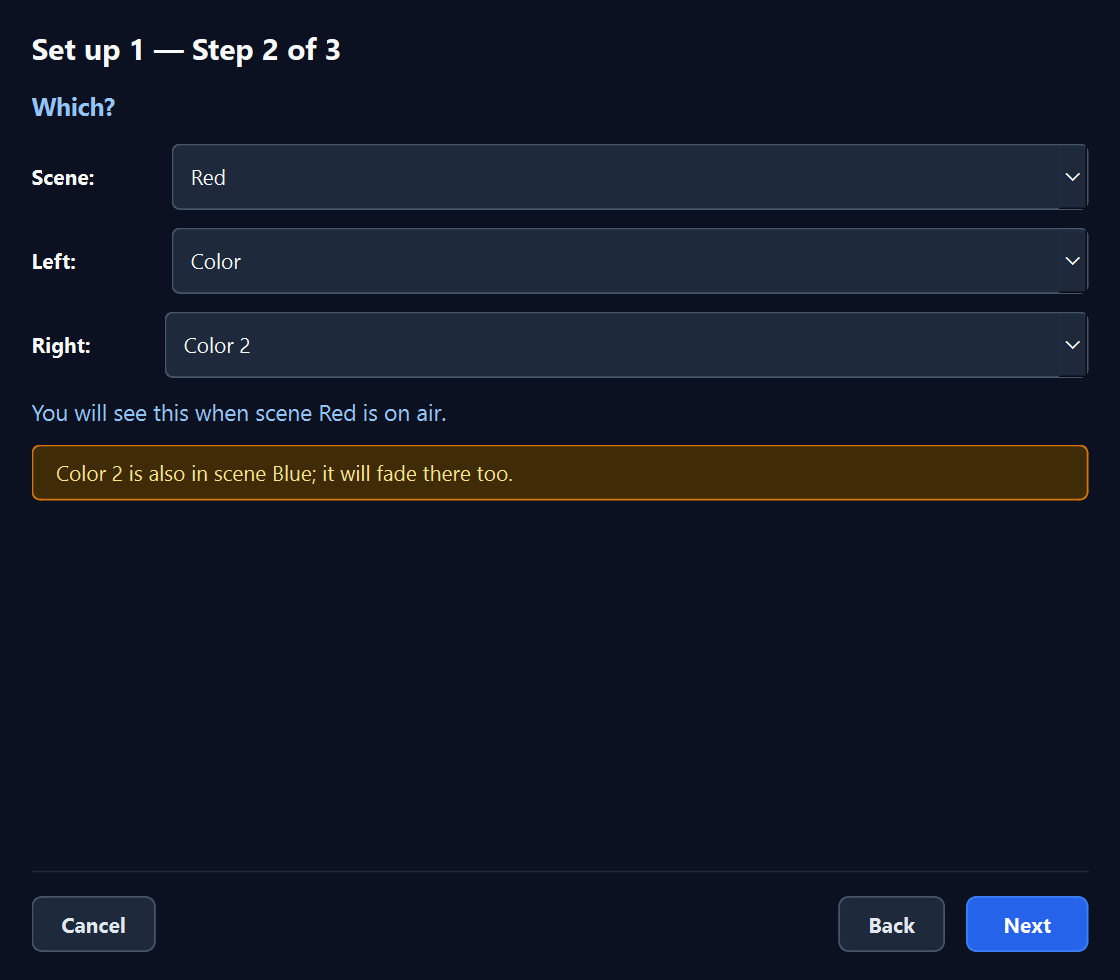 Set up 1 — Step 2 of 3
Which?
Scene: Red
Left: Color
Right: Color 2
You will see this when scene Red is on air.
Color 2 is also in scene Blue; it will fade there too.
Cancel Back Next